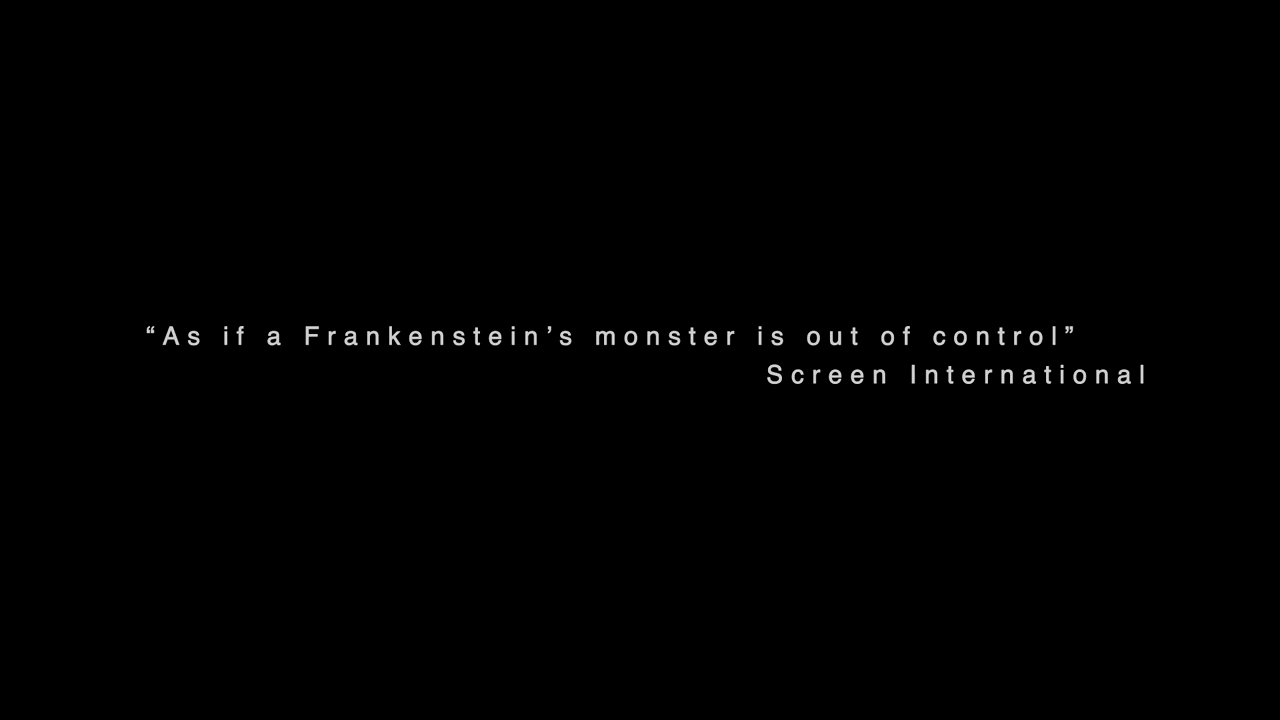 “As if a Frankenstein’s monster is out of control”
Screen International